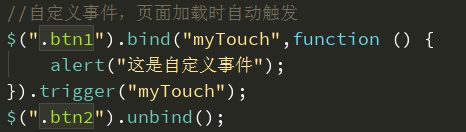 //自定义事件，页面加载时自动触发
$(".btn1").bind("myTouch",function () {
    alert("这是自定义事件");
}).trigger("myTouch");
$(".btn2").unbind();